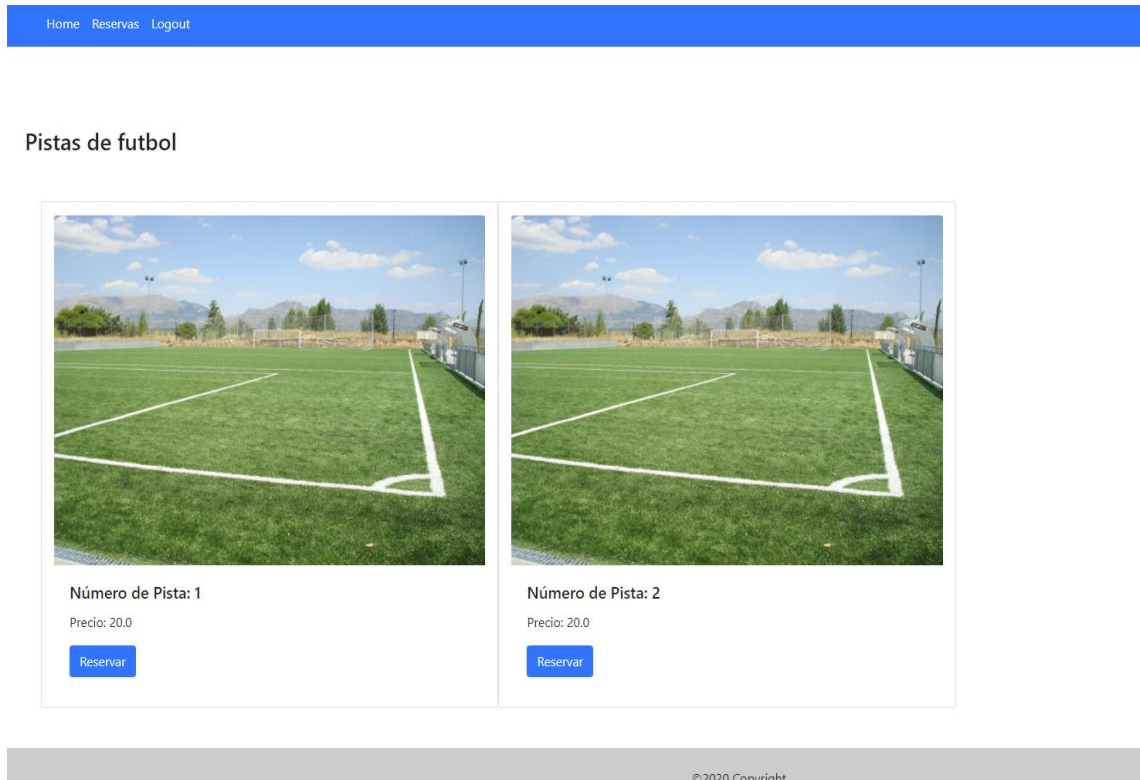 Home Reservas Logout
Pistas de futbol
Número de Pista: 1
Precio: 20.0
Reservar
Número de Pista: 2
Precio: 20.0
Reservar
©2020 Copyright